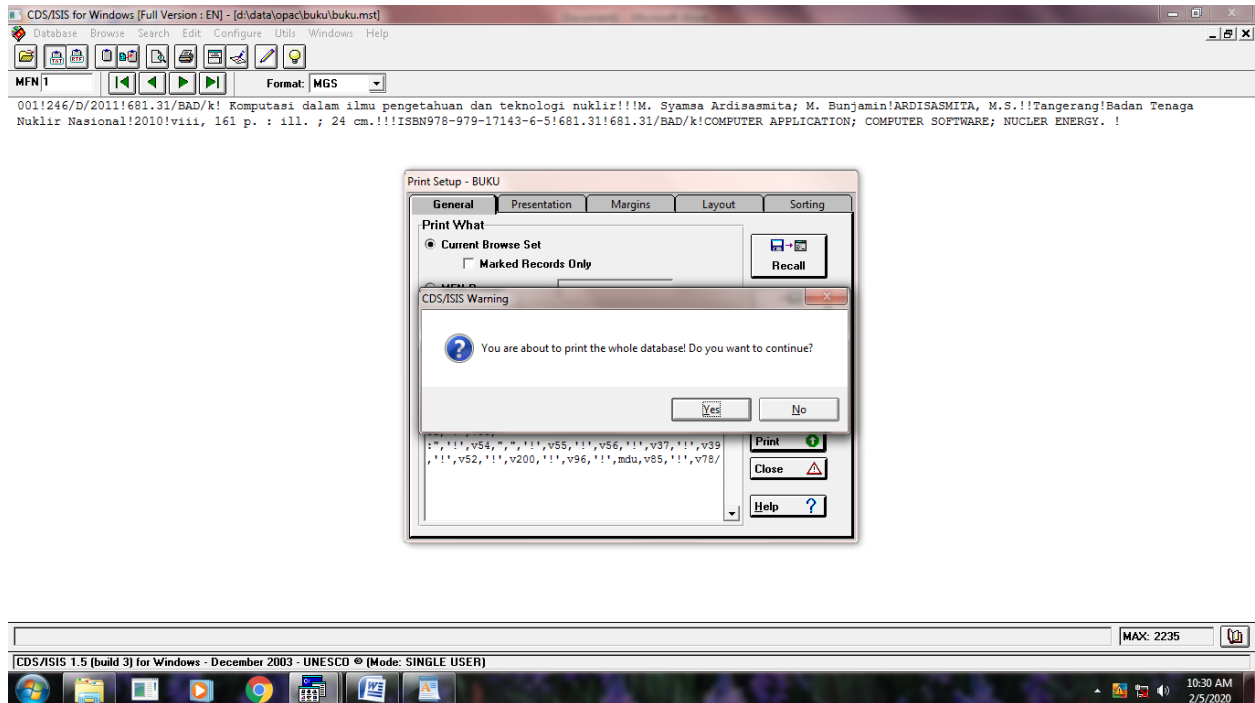 CDS/ISIS for Windows [Full Version : EN] - [d:\data\opac\buku\buku.mst]
Database Browse Search Edit Configure Utils Windows Help
MFN 1 Format: MGS
001!246/D/2011!681.31/BAD/k! Komputasi dalam ilmu pengetahuan dan teknologi nuklir!!!M. Syamsa Ardisasmita; M. Bunjamin!ARDISASMITA, M.S.!!Tangerang!Badan Tenaga
Nuklir Nasional!2010!viii, 161 p. : ill. ; 24 cm.!!!ISBN978-979-17143-6-5!681.31!681.31/BAD/k!COMPUTER APPLICATION; COMPUTER SOFTWARE; NUCLER ENERGY. !
Print Setup - BUKU
General Presentation Margins Layout Sorting
Print What
Current Browse Set
Marked Records Only
Recall
CDS/ISIS Warning
You are about to print the whole database! Do you want to continue?
Yes No
:",'!',v54,",",'!',v55,'!',v56,'!',v37,'!',v39
,'!',v52,'!',v200,'!',v96,'!',mdu,v85,'!',v78/
Print
Close
Help
MAX: 2235
CDS/ISIS 1.5 (build 3) for Windows - December 2003 - UNESCO © (Mode: SINGLE USER)
10:30 AM
2/5/2020